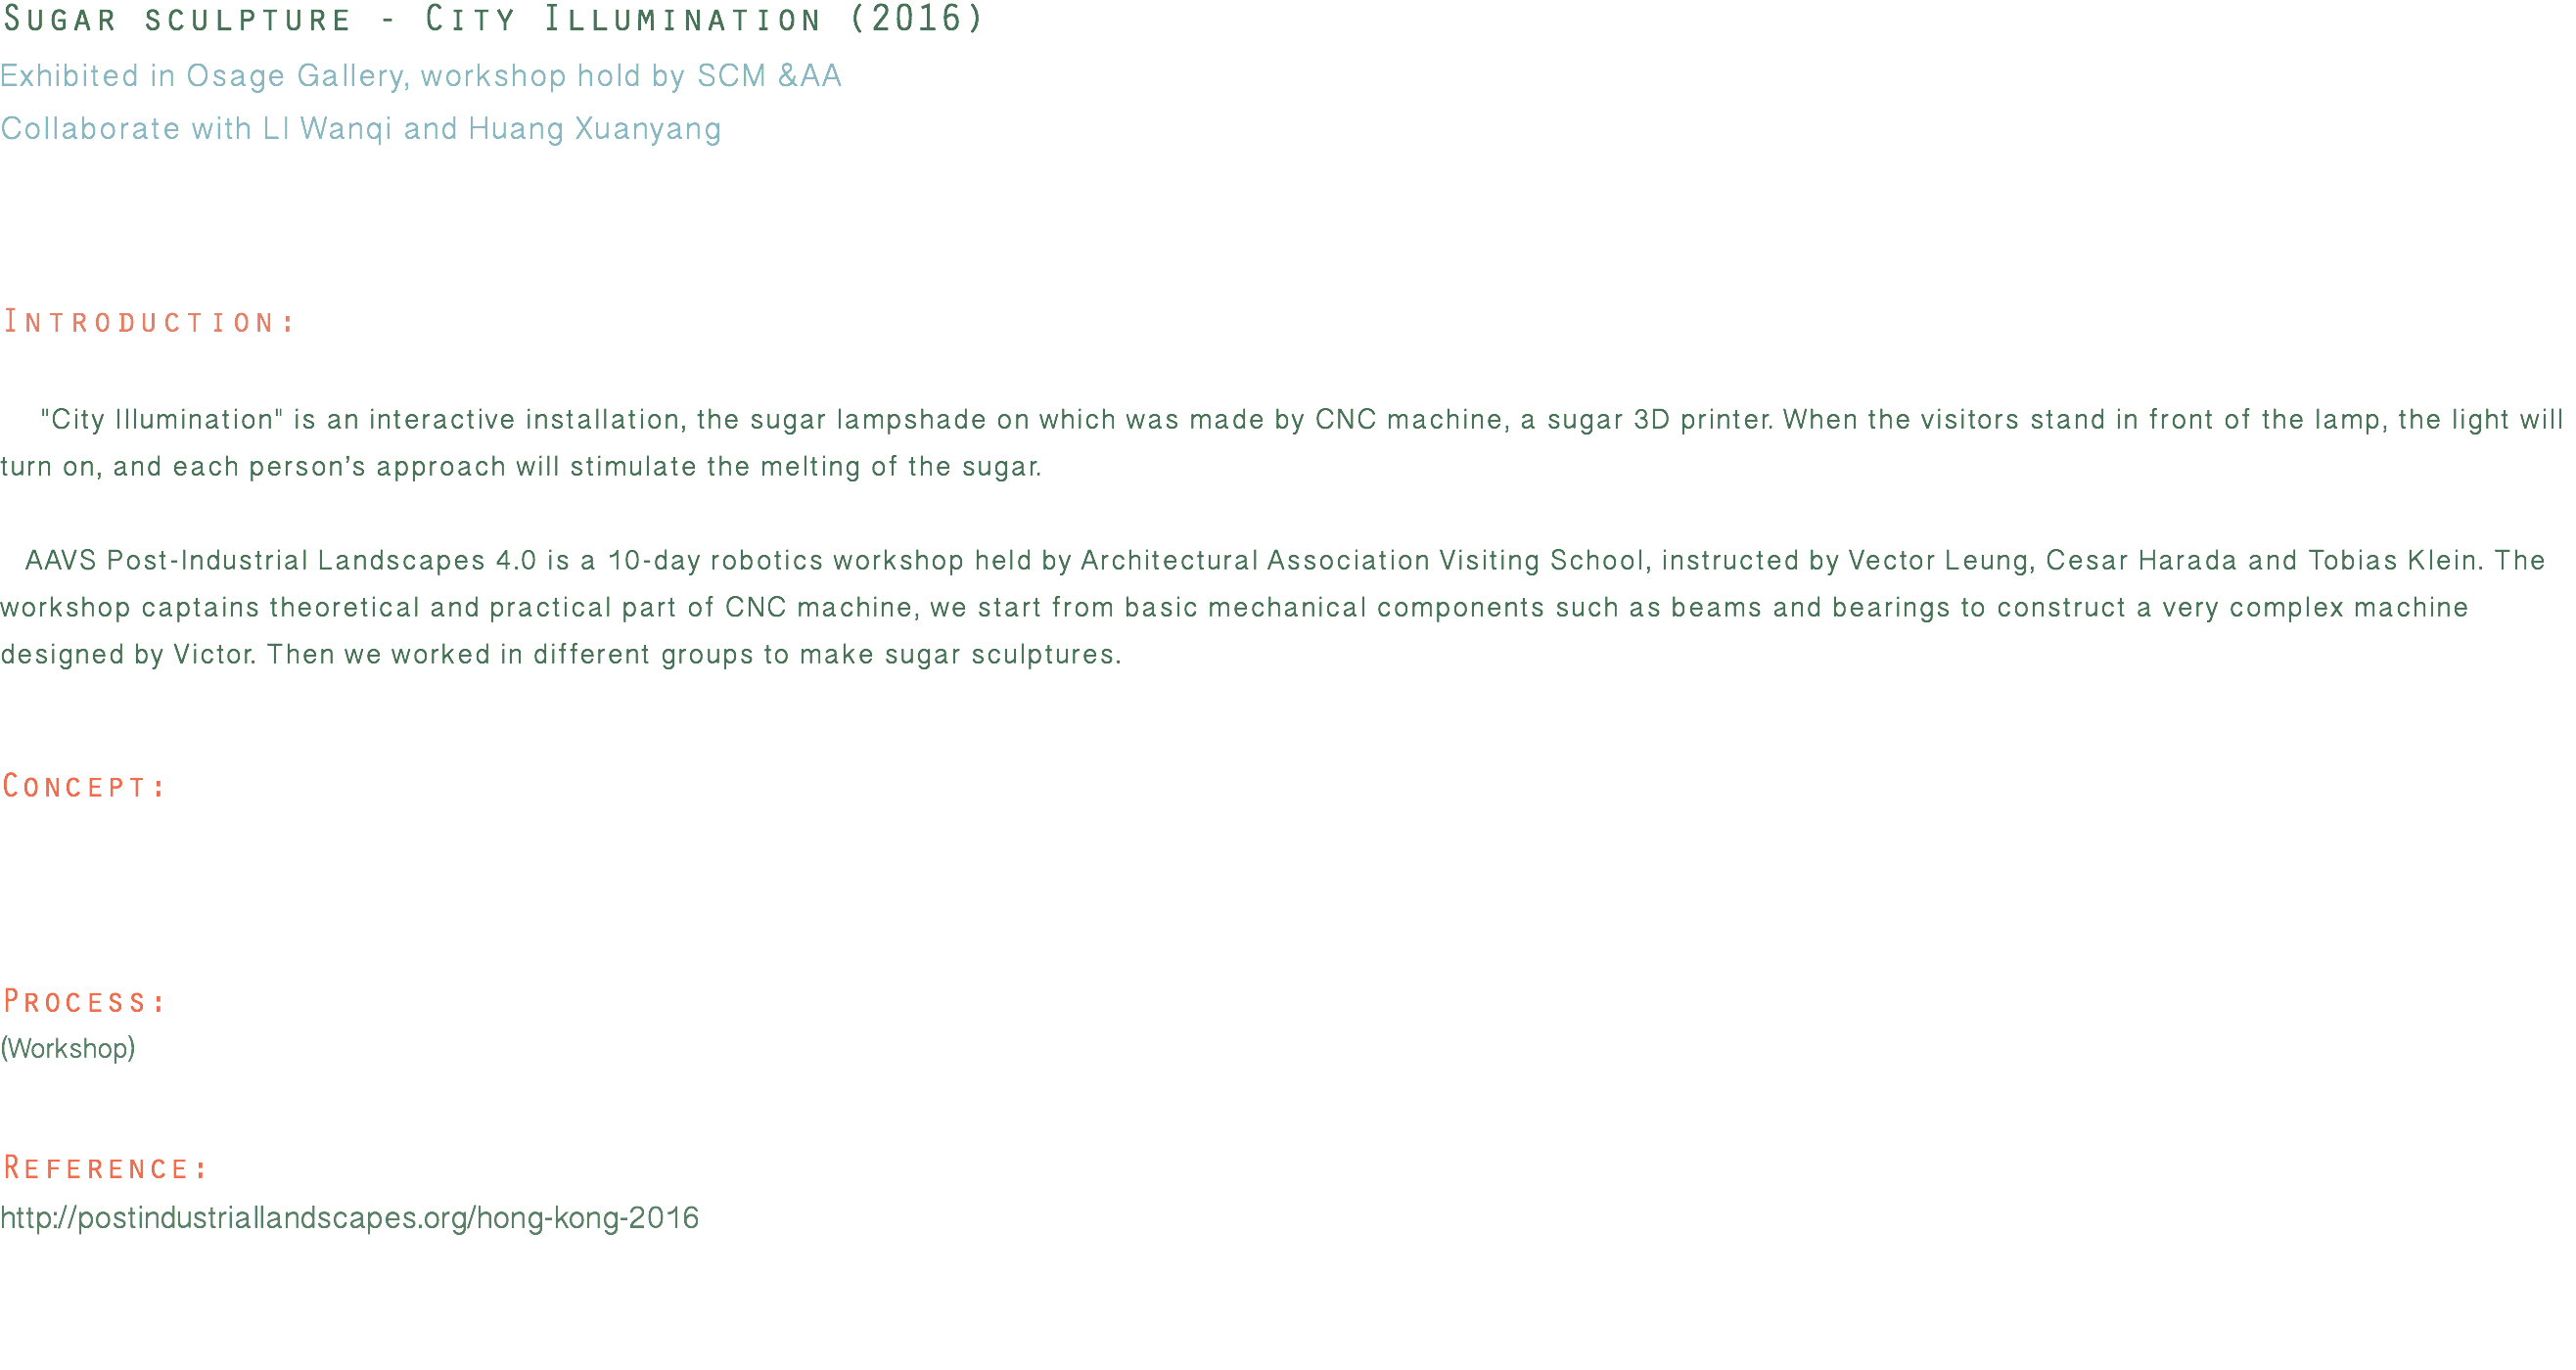 Sugar sculpture - City Illumination (2016)
Exhibited in Osage Gallery, workshop hold by SCM &AA
Collaborate with LI Wanqi and Huang Xuanyang
Introduction:
"City Illumination" is an interactive installation, the sugar lampshade on which was made by CNC machine, a sugar 3D printer. When the visitors stand in front of the lamp, the light will
turn on, and each person’s approach will stimulate the melting of the sugar.
AAVS Post-Industrial Landscapes 4.0 is a 10-day robotics workshop held by Architectural Association Visiting School, instructed by Vector Leung, Cesar Harada and Tobias Klein. The
workshop captains theoretical and practical part of CNC machine, we start from basic mechanical components such as beams and bearings to construct a very complex machine
designed by Victor. Then we worked in different groups to make sugar sculptures.
Concept:
Process:
(Workshop)
Reference:
http://postindustriallandscapes.org/hong-kong-2016